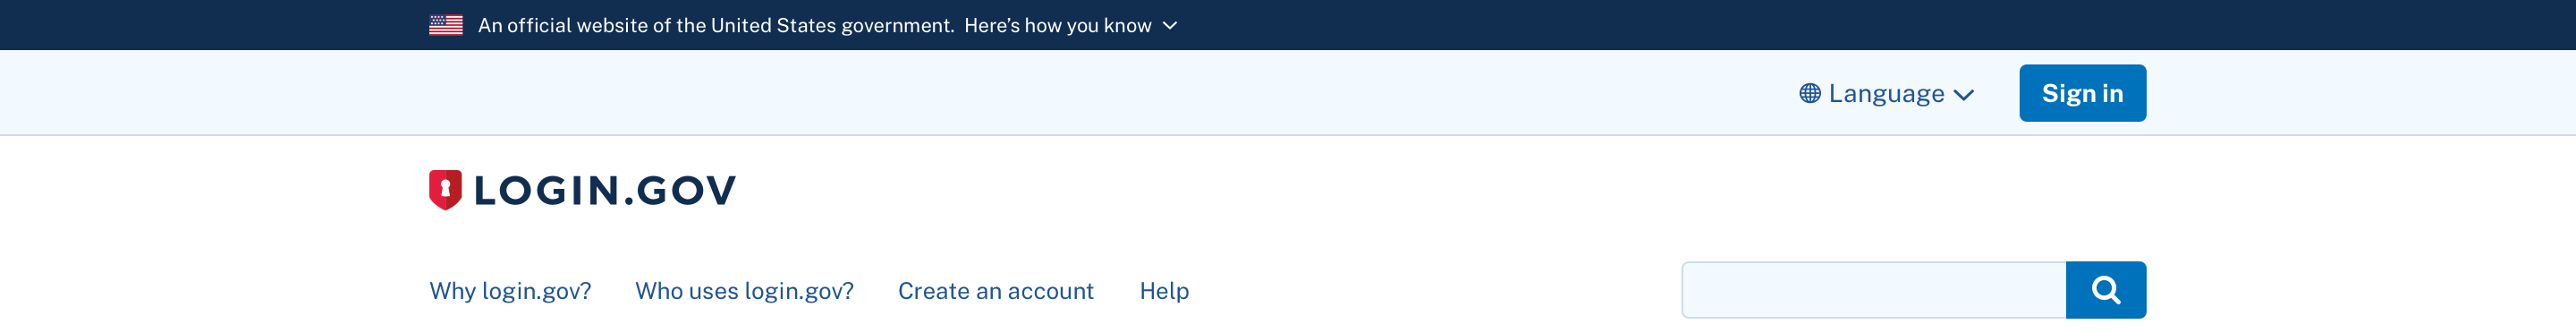 An official website of the United States government. Here’s how you know
Language
Sign in
LOGIN.GOV
Why login.gov? Who uses login.gov? Create an account Help